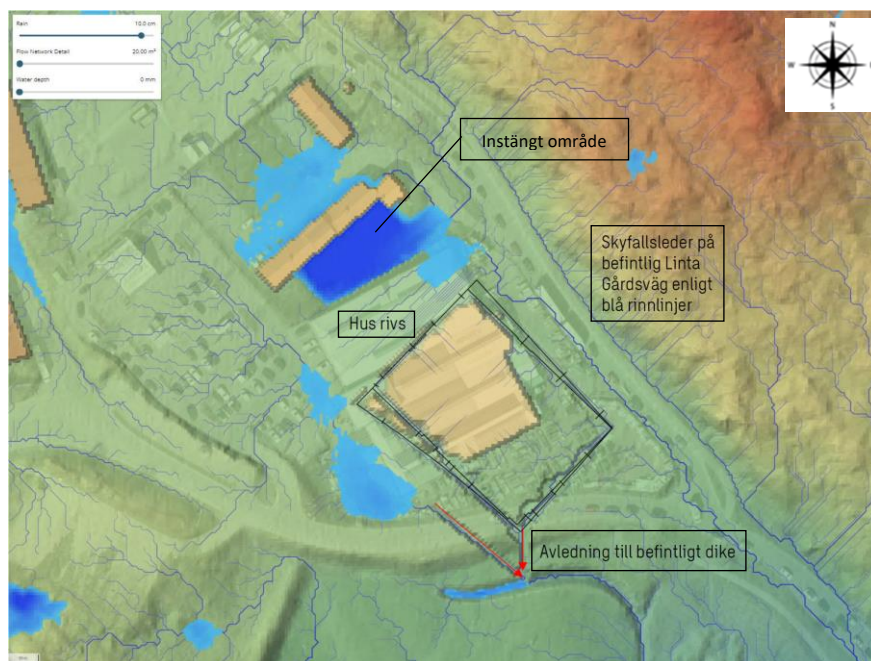 Rain 10.0 cm
Flow Network Detail 20.00 m²
Water depth 0 mm
N
W
S
Instängt område
Skyfallsleder på
befintlig Linta
Gårdsväg enligt
blå rinnlinjer
Hus rivs
Avledning till befintligt dike